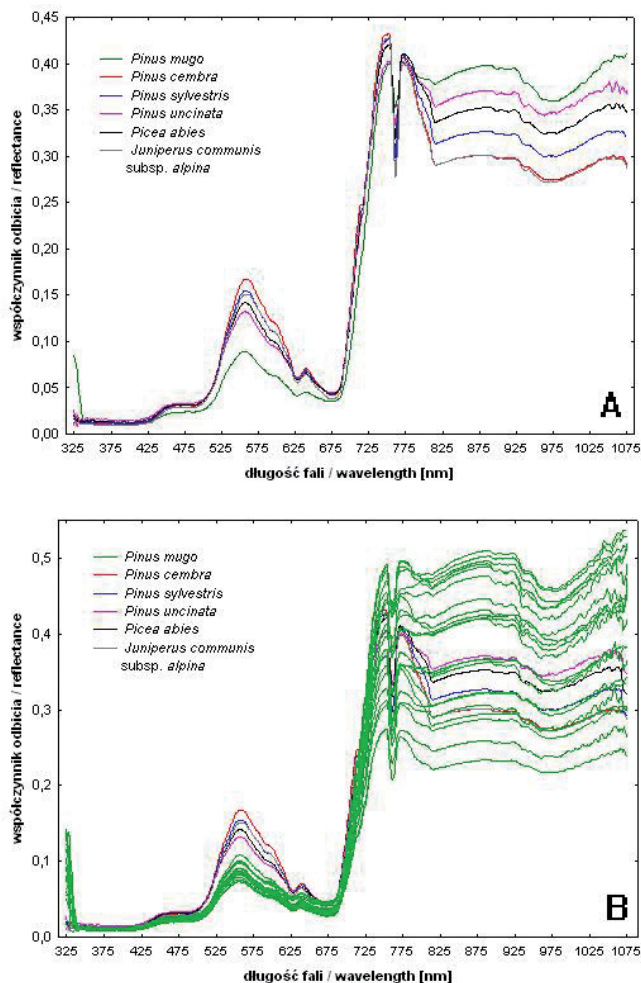 0,45
0,40
0,35
0,30
0,25
0,20
0,15
0,10
0,05
0,00
współczynnik odbicia / reflectance
Pinus mugo
Pinus cembra
Pinus sylvestris
Pinus uncinata
Picea abies
Juniperus communis
subsp. alpina
A
325 375 425 475 525 575 625 675 725 775 825 875 925 975 1025 1075
długość fali / wavelength [nm]
0,5
0,4
0,3
0,2
0,1
0,0
współczynnik odbicia / reflectance
Pinus mugo
Pinus cembra
Pinus sylvestris
Pinus uncinata
Picea abies
Juniperus communis
subsp. alpina
B
325 375 425 475 525 575 625 675 725 775 825 875 925 975 1025 1075
długość fali / wavelength [nm]